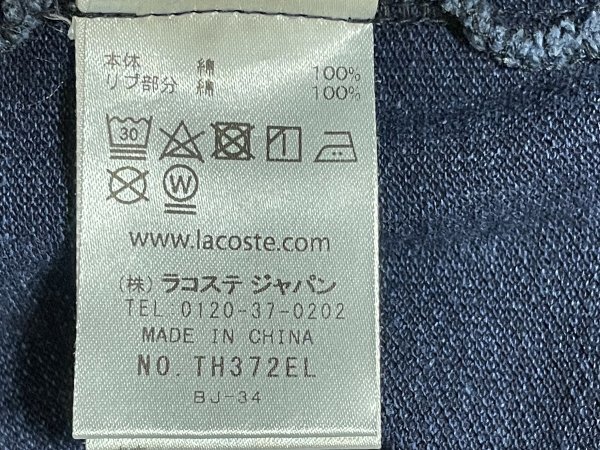 本体 綿 100%
リブ部分 綿 100%
30
W
www.lacoste.com
(株) ラコステ ジャパン
TEL.0120-37-0202
MADE IN CHINA
NO. TH372EL
BJ-34